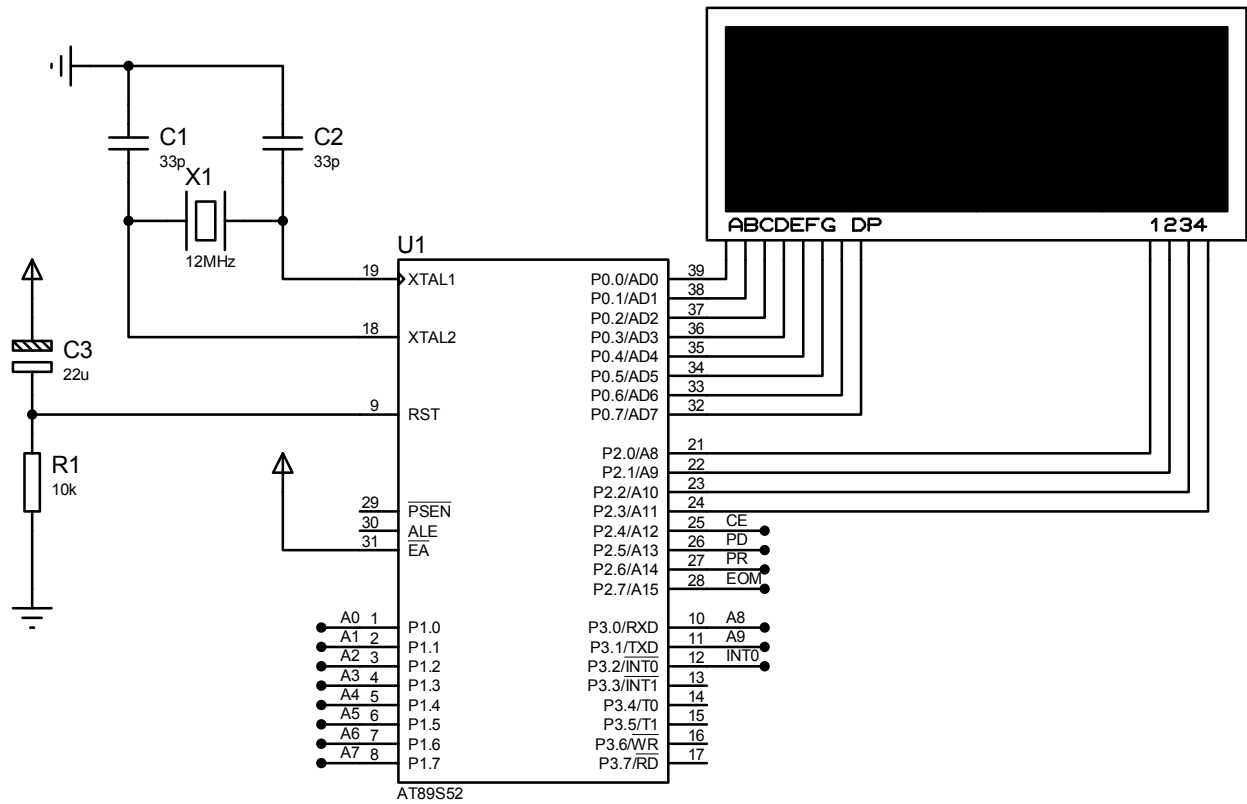 C1
33p
C2
33p
X1
12MHz
ABCDEFG DP
1234
U1
19 XTAL1
18 XTAL2
9 RST
29 PSEN
30 ALE
31 EA
A0 1 P1.0
A1 2 P1.1
A2 3 P1.2
A3 4 P1.3
A4 5 P1.4
A5 6 P1.5
A6 7 P1.6
A7 8 P1.7
P0.0/AD0 39
P0.1/AD1 38
P0.2/AD2 37
P0.3/AD3 36
P0.4/AD4 35
P0.5/AD5 34
P0.6/AD6 33
P0.7/AD7 32
P2.0/A8 21
P2.1/A9 22
P2.2/A10 23
P2.3/A11 24
P2.4/A12 25 CE
P2.5/A13 26 PD
P2.6/A14 27 PR
P2.7/A15 28 EOM
P3.0/RXD 10 A8
P3.1/TXD 11 A9
P3.2/INT0 12 INT0
P3.3/INT1 13
P3.4/T0 14
P3.5/T1 15
P3.6/WR 16
P3.7/RD 17
AT89S52
C3
22u
R1
10k